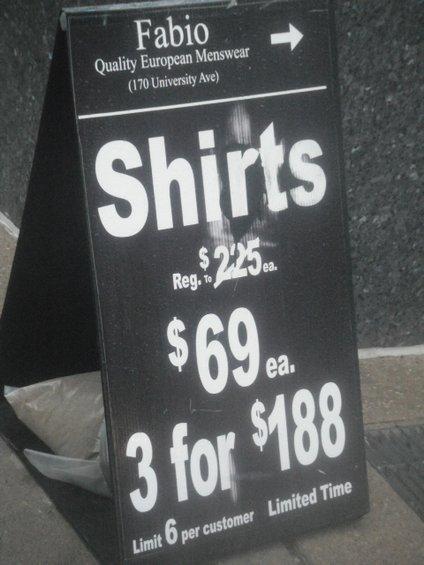 Fabio
Quality European Menswear
(170 University Ave)
Shirts
Reg. To $225 ea.
$69 ea.
3 for $188
Limit 6 per customer Limited Time